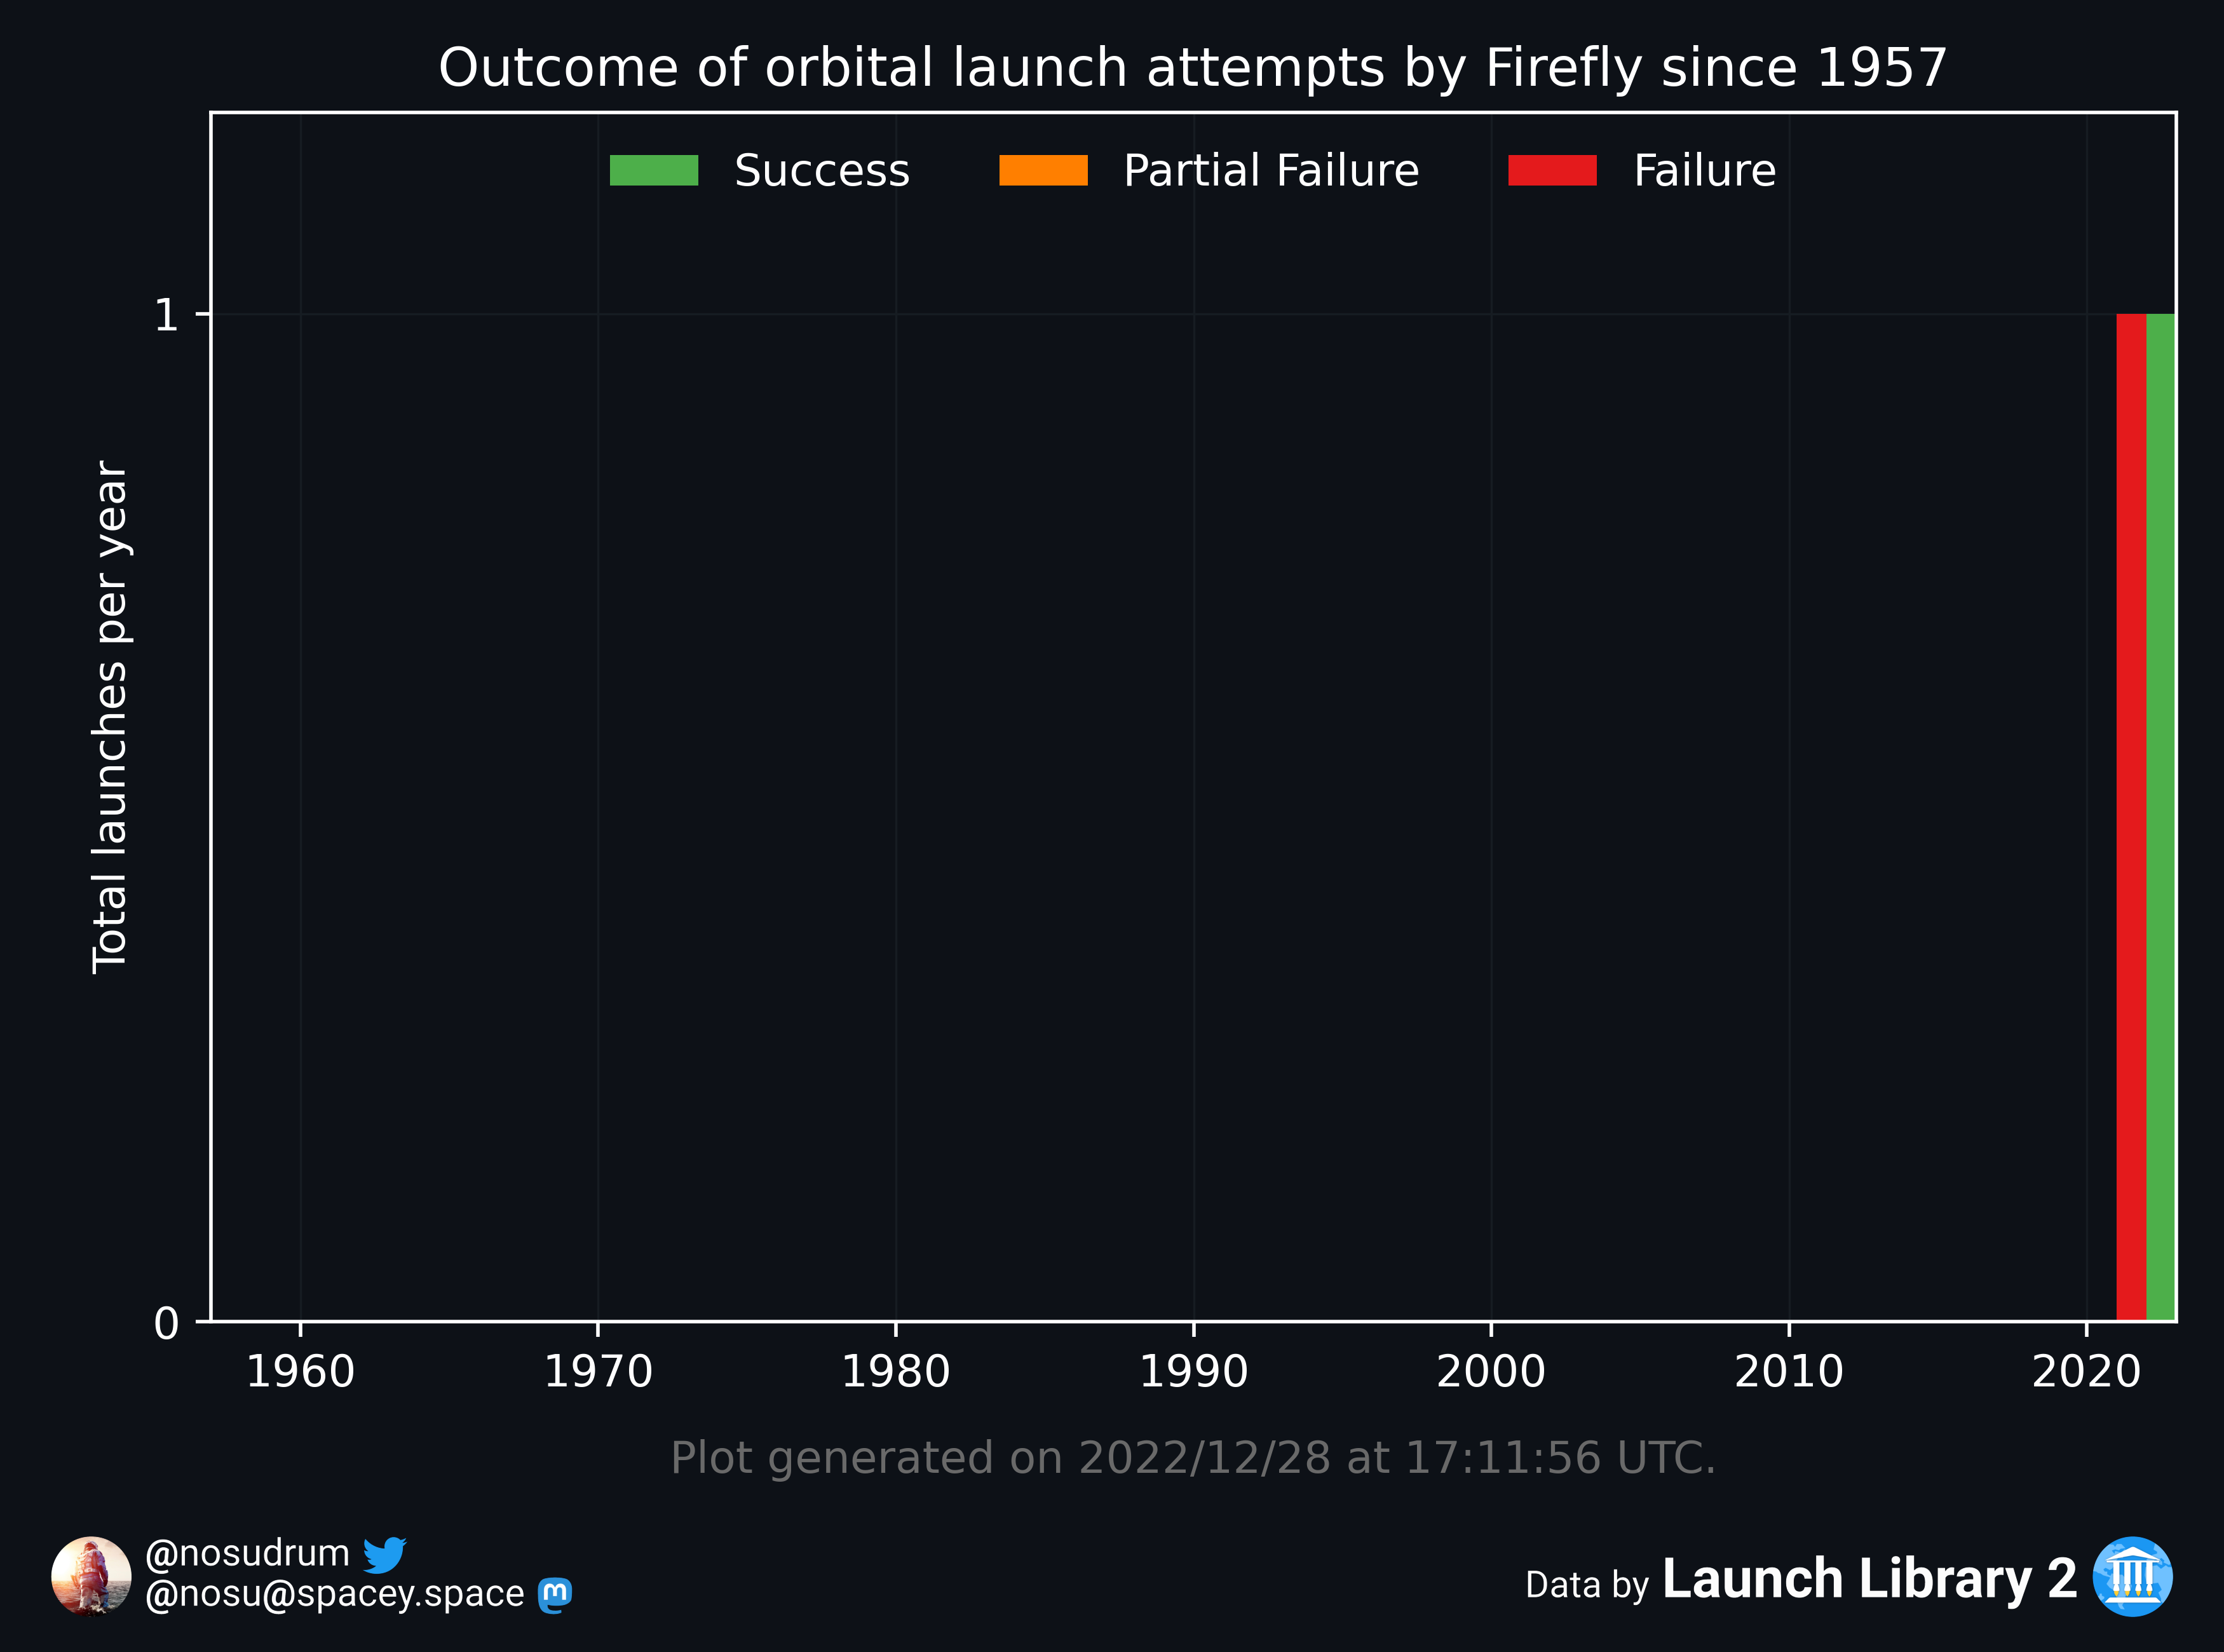 Outcome of orbital launch attempts by Firefly since 1957
Success Partial Failure Failure
Total launches per year
1
0
1960 1970 1980 1990 2000 2010 2020
Plot generated on 2022/12/28 at 17:11:56 UTC.
@nosudrum
@nosu@spacey.space
Data by Launch Library 2